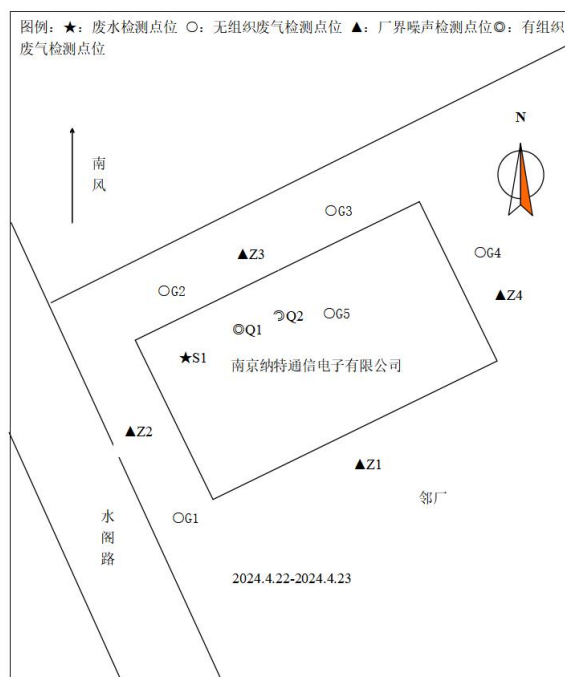 图例：★：废水检测点位 ○：无组织废气检测点位 ▲：厂界噪声检测点位◎：有组织
废气检测点位
N
南
风
○G3
▲Z3
○G4
○G2
▲Z4
Q2
○G5
◎Q1
★S1
南京纳特通信电子有限公司
▲Z2
▲Z1
邻厂
○G1
水
阁
路
2024.4.22-2024.4.23